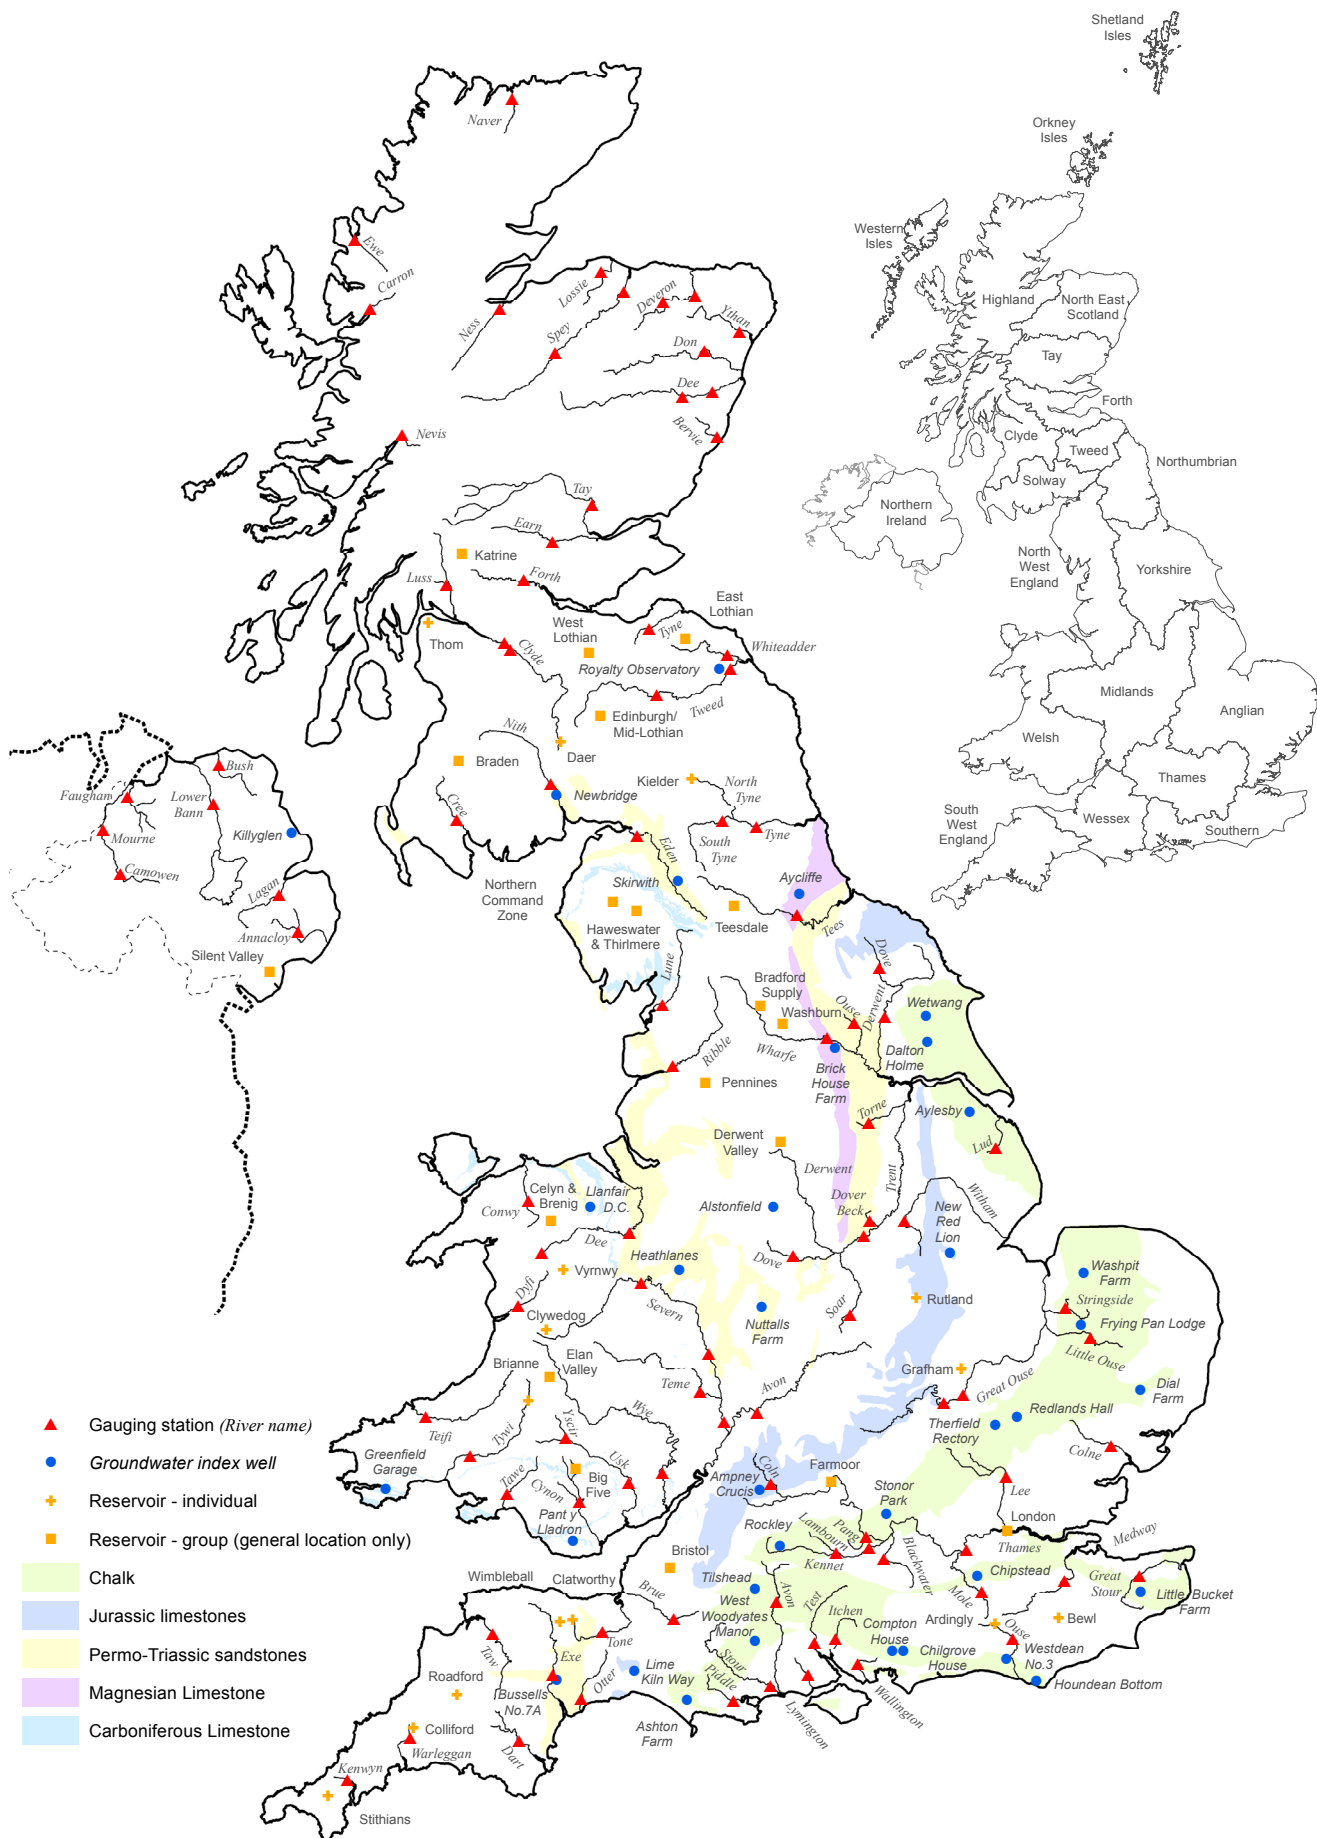 Shetland
Isles
Orkney
Isles
Western
Isles
Highland
North East
Scotland
Tay
Forth
Clyde
Tweed
Northumbrian
Solway
Northern
Ireland
North
West
England
Yorkshire
Midlands
Anglian
Welsh
Thames
South
West
England
Wessex
Southern
Naver
Ewe
Carron
Ness
Lossie
Spey
Deveron
Ythan
Don
Dee
Bervie
Nevis
Tay
Earn
Katrine
Forth
Luss
Thom
Clyde
West
Lothian
East
Lothian
Tyne
Whiteadder
Royalty Observatory
Tweed
Edinburgh/
Mid-Lothian
Nith
Daer
Braden
Cree
Newbridge
Kielder
North
Tyne
South
Tyne
Tyne
Bush
Faughan
Lower
Bann
Mourne
Killyglen
Camowen
Lagan
Annacloy
Silent Valley
Northern
Command
Zone
Eden
Skirwith
Haweswater
& Thirlmere
Teesdale
Aycliffe
Tees
Lune
Dove
Bradford
Supply
Washburn
Ouse
Derwent
Wetwang
Dalton
Holme
Wharfe
Ribble
Brick
House
Farm
Pennines
Torne
Aylesby
Lud
Derwent
Valley
Derwent
Trent
Witham
Dover
Beck
New
Red
Lion
Alstonfield
Celyn &
Brenig
Llanfair
D.C.
Conwy
Dee
Heathlanes
Vyrnwy
Dyfi
Clywedog
Severn
Dove
Nuttalls
Farm
Soar
Rutland
Washpit
Farm
Stringside
Frying Pan Lodge
Little Ouse
Grafham
Great Ouse
Dial
Farm
Redlands Hall
Therfield
Rectory
Colne
Brianne
Elan
Valley
Teme
Avon
Wye
Yscir
Teifi
Tywi
Greenfield
Garage
Tawe
Cynon
Big
Five
Usk
Pant y
Lladron
Ampney
Crucis
Coln
Farmoor
Stonor
Park
Lee
London
Rockley
Lambourn
Pang
Kennet
Blackwater
Thames
Medway
Bristol
Tilshead
Chipstead
Great
Stour
Little Bucket
Farm
Mole
Wimbleball
Clatworthy
Brue
West
Woodyates
Manor
Avon
Test
Itchen
Compton
House
Ardingly
Bewl
Ouse
Chilgrove
House
Westdean
No.3
Houndean Bottom
Tone
Taw
Exe
Roadford
Bussells
No.7A
Otter
Lime
Kiln Way
Stour
Piddle
Wallington
Lymington
Ashton
Farm
Colliford
Warleggan
Dart
Kenwyn
Stithians
Gauging station (River name)
Groundwater index well
Reservoir - individual
Reservoir - group (general location only)
Chalk
Jurassic limestones
Permo-Triassic sandstones
Magnesian Limestone
Carboniferous Limestone